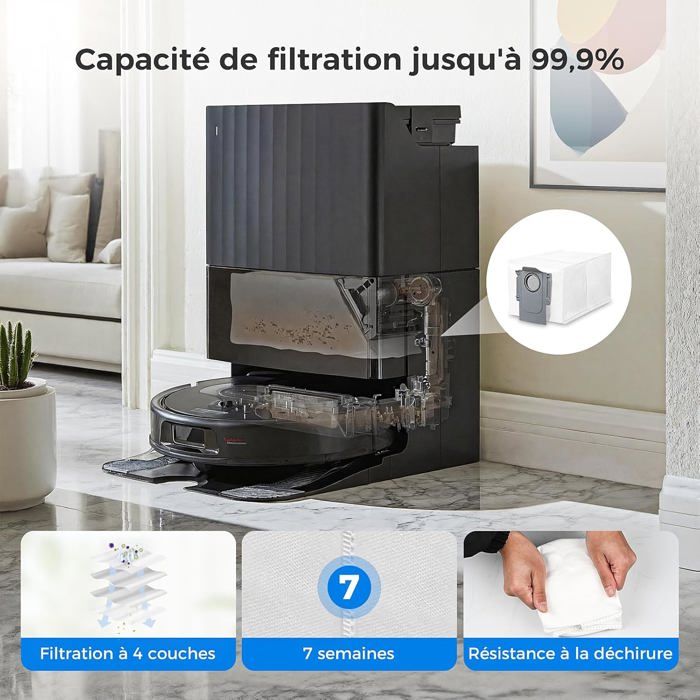 Capacité de filtration jusqu'à 99,9%
7
Filtration à 4 couches
7 semaines
Résistance à la déchirure